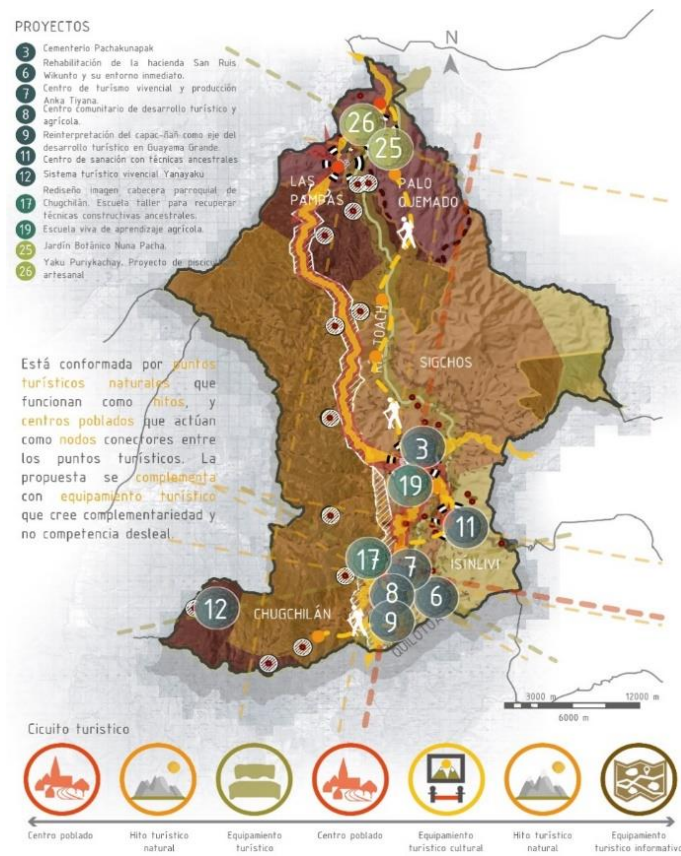 PROYECTOS
3 Cementerio Pachakunapak
6 Rehabilitación de la hacienda San Ruis
Wikunto y su entorno inmediato.
7 Centro de turismo vivencial y producción
Anka Tiyana.
8 Centro comunitario de desarrollo turístico y
agrícola.
9 Reinterpretación del capac-ñañ como eje del
desarrollo turístico en Guayama Grande.
11 Centro de sanación con técnicas ancestrales
12 Sistema turístico vivencial Yanayaku
17 Rediseño imagen cabecera parroquial de
Chugchilán. Escuela taller para recuperar
técnicas constructivas ancestrales.
19 Escuela viva de aprendizaje agrícola.
25 Jardín Botánico Nuna Pacha.
26 Yaku Puriykachay. Proyecto de
artesanal
N
26
25
LAS
PAMPAS
PALO
QUEMADO
TOACH
SIGCHOS
Está conformada por puntos
turísticos naturales que
funcionan como hitos, y
centros poblados que actúan
como nodos conectores entre
los puntos turísticos. La
propuesta se complementa
con equipamiento turístico
que cree complementariedad y
no competencia desleal.
3
19
11
17
7
ISINLIVI
8
6
12
CHUGCHILÁN
9
3000 m
12000 m
6000 m
Cicuito turistico
Centro poblado
Hito turístico
natural
Equipamiento
turístico
Centro poblado
Equipamiento
turístico cultural
Hito turístico
natural
Equipamiento
turistico informativo